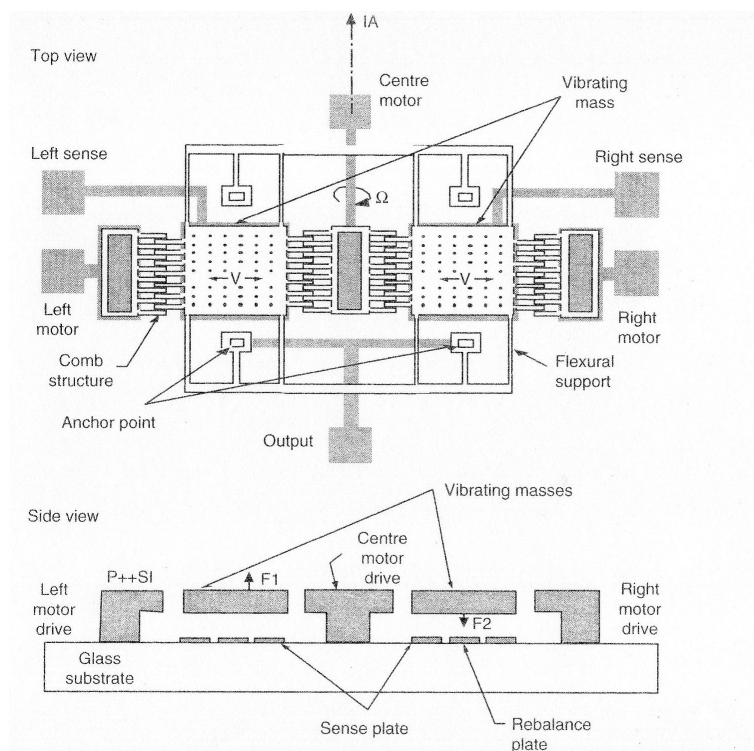 IA
Top view
Centre
motor
Vibrating
mass
Left sense
Right sense
Ω
V
V
Left
motor
Right
motor
Comb
structure
Flexural
support
Anchor point
Output
Side view
Vibrating masses
Centre
motor
drive
P++SI
F1
Left
motor
drive
Right
motor
drive
F2
Glass
substrate
Sense plate
Rebalance
plate